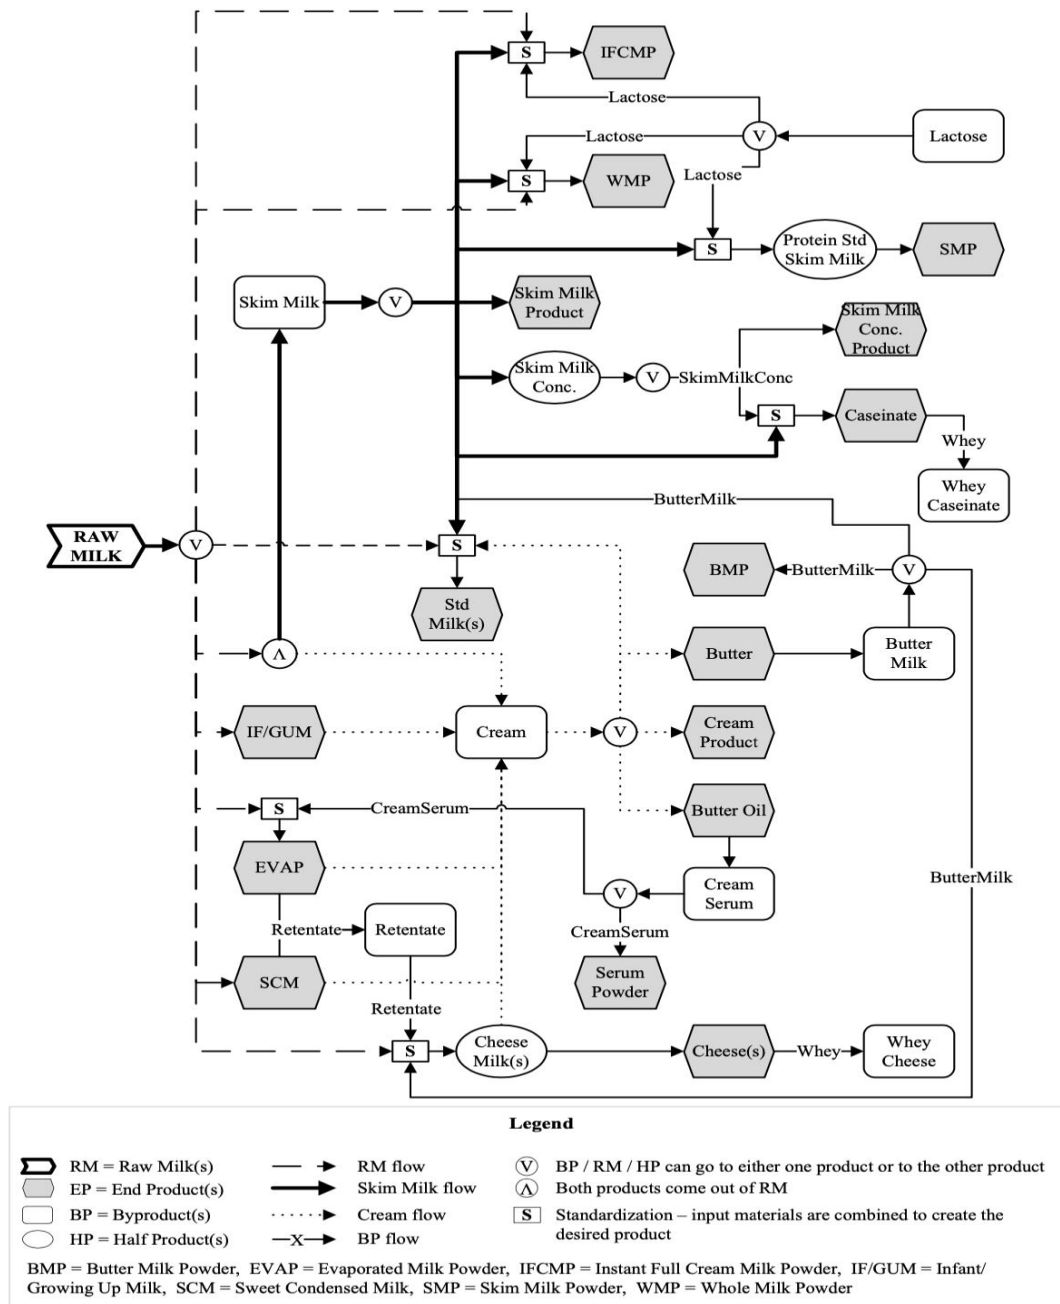 S
IFCMP
Lactose
Lactose
V
Lactose
S
WMP
Lactose
S
Protein Std
Skim Milk
SMP
Skim Milk
V
Skim Milk
Product
Skim Milk
Conc.
Product
Skim Milk
Conc.
V
SkimMilkConc
S
Caseinate
Whey
Whey
Caseinate
ButterMilk
RAW
MILK
V
S
BMP
ButterMilk
V
Std
Milk(s)
Λ
Butter
Butter
Milk
IF/GUM
Cream
V
Cream
Product
S
CreamSerum
Butter Oil
EVAP
V
Cream
Serum
ButterMilk
Retentate
Retentate
CreamSerum
SCM
Serum
Powder
Retentate
S
Cheese
Milk(s)
Cheese(s)
Whey
Whey
Cheese
Legend
RM = Raw Milk(s)
RM flow
V
BP / RM / HP can go to either one product or to the other product
EP = End Product(s)
Skim Milk flow
Λ
Both products come out of RM
BP = Byproduct(s)
Cream flow
S
Standardization – input materials are combined to create the
desired product
HP = Half Product(s)
X
BP flow
BMP = Butter Milk Powder, EVAP = Evaporated Milk Powder, IFCMP = Instant Full Cream Milk Powder, IF/GUM = Infant/
Growing Up Milk, SCM = Sweet Condensed Milk, SMP = Skim Milk Powder, WMP = Whole Milk Powder